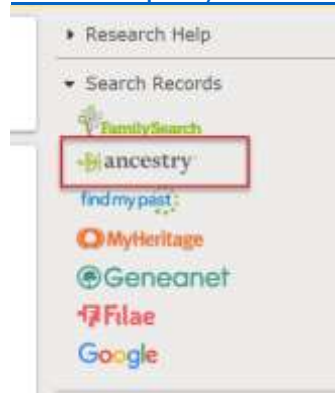 Research Help
Search Records
FamilySearch
ancestry
findmypast
MyHeritage
Geneanet
Filae
Google